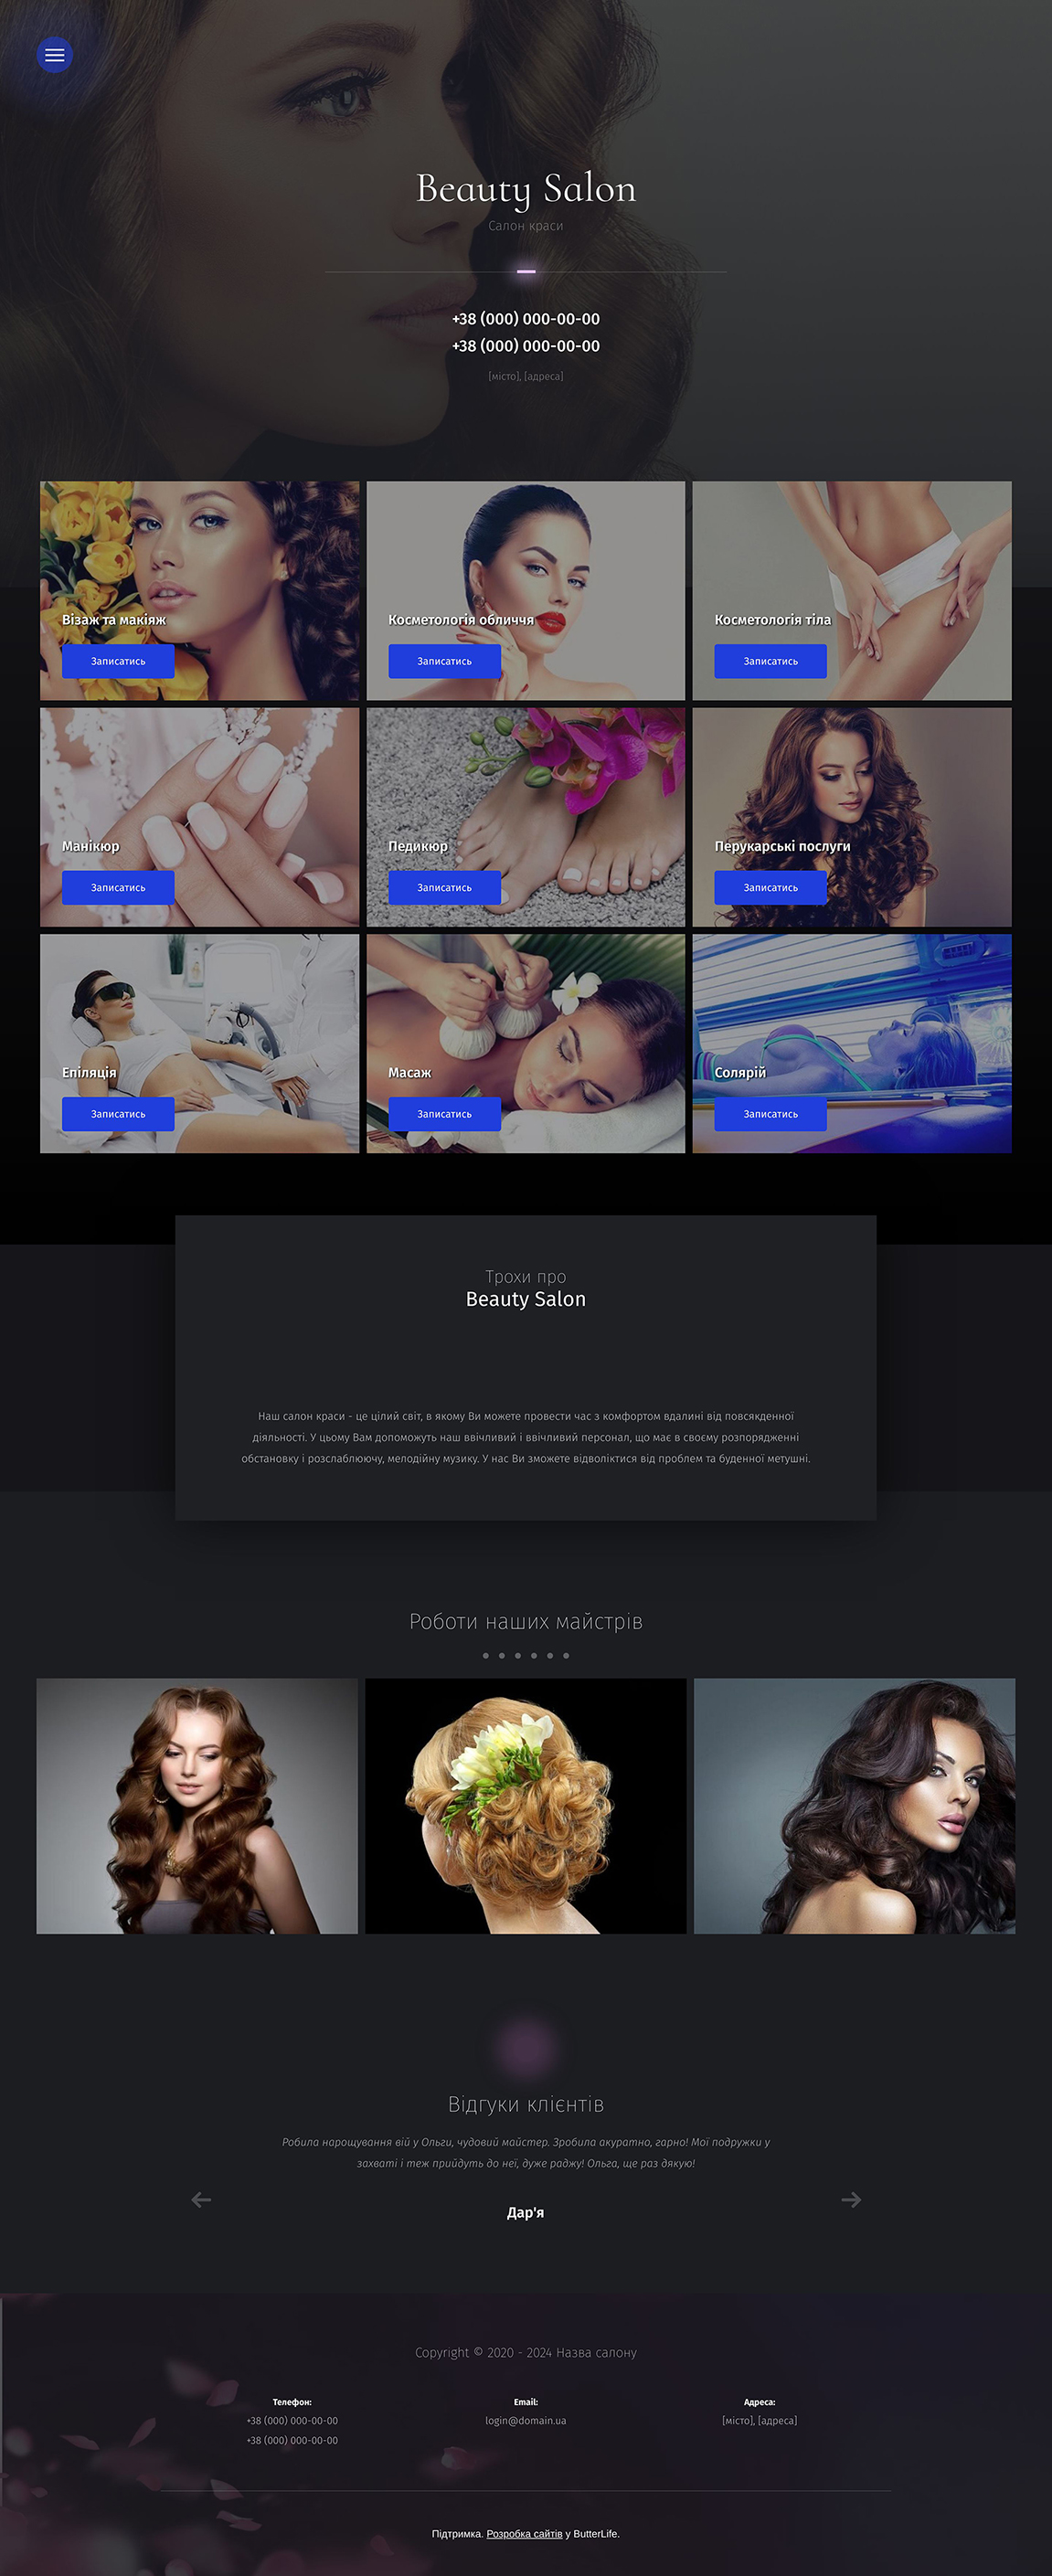 Beauty Salon
Салон краси
+38 (000) 000-00-00
+38 (000) 000-00-00
[місто], [адреса]
Візаж та макіяж
Записатись
Косметологія обличчя
Записатись
Косметологія тіла
Записатись
Манікюр
Записатись
Педикюр
Записатись
Перукарські послуги
Записатись
Епіляція
Записатись
Масаж
Записатись
Солярій
Записатись
Трохи про
Beauty Salon
Наш салон краси - це цілий світ, в якому Ви можете провести час з комфортом вдалині від повсякденної
діяльності. У цьому Вам допоможуть наш ввічливий і ввічливий персонал, що має в своєму розпорядженні
обстановку і розслаблюючу, мелодійну музику. У нас Ви зможете відволіктися від проблем та буденної метушні.
Роботи наших майстрів
Відгуки клієнтів
Робила нарощування вій у Ольги, чудовий майстер. Зробила акуратно, гарно! Мої подружки у
захваті і теж прийдуть до неї, дуже раджу! Ольга, ще раз дякую!
Дар'я
Copyright © 2020 - 2024 Назва салону
Телефон:
+38 (000) 000-00-00
+38 (000) 000-00-00
Email:
login@domain.ua
Адреса:
[місто], [адреса]
Підтримка. Розробка сайтів у ButterLife.